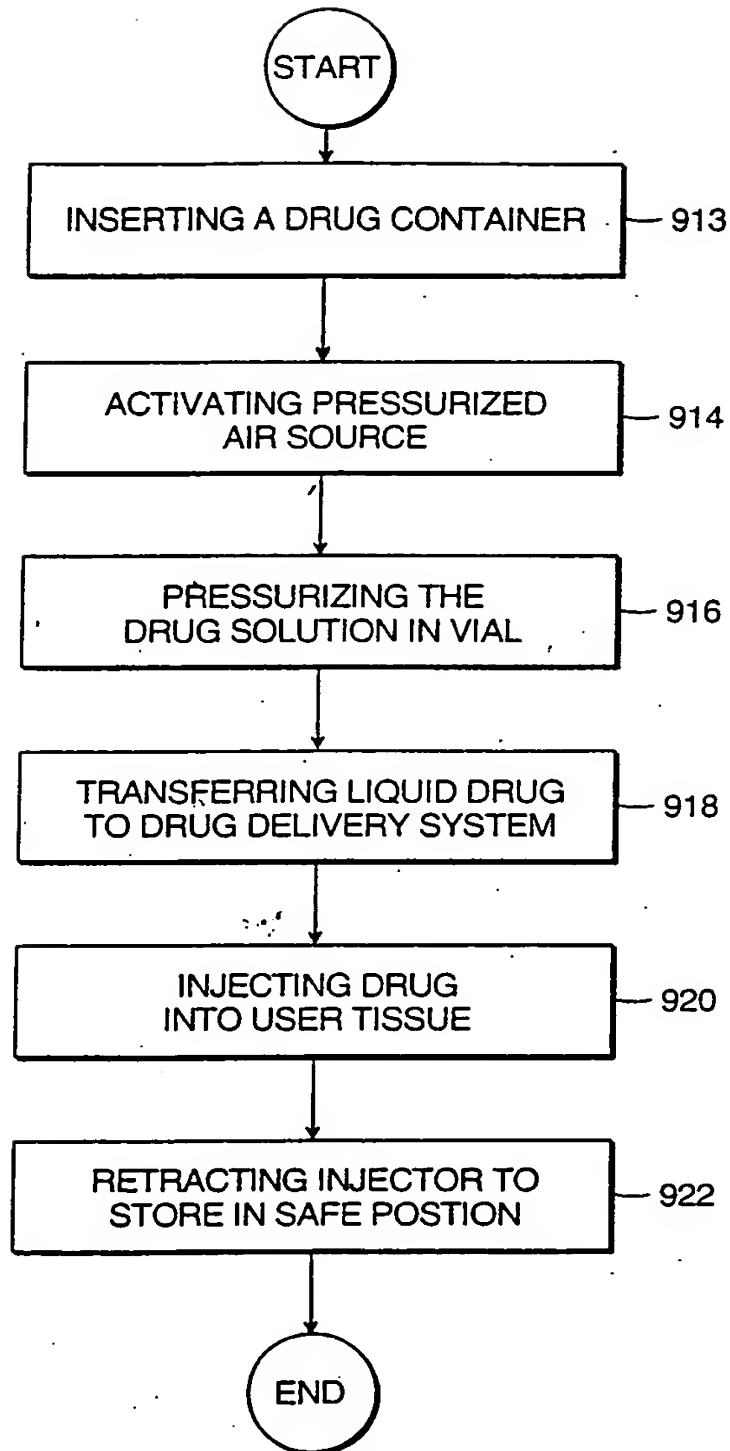 START
INSERTING A DRUG CONTAINER
913
ACTIVATING PRESSURIZED
AIR SOURCE
914
PRESSURIZING THE
DRUG SOLUTION IN VIAL
916
TRANSFERRING LIQUID DRUG
TO DRUG DELIVERY SYSTEM
918
INJECTING DRUG
INTO USER TISSUE
920
RETRACTING INJECTOR TO
STORE IN SAFE POSTION
922
END